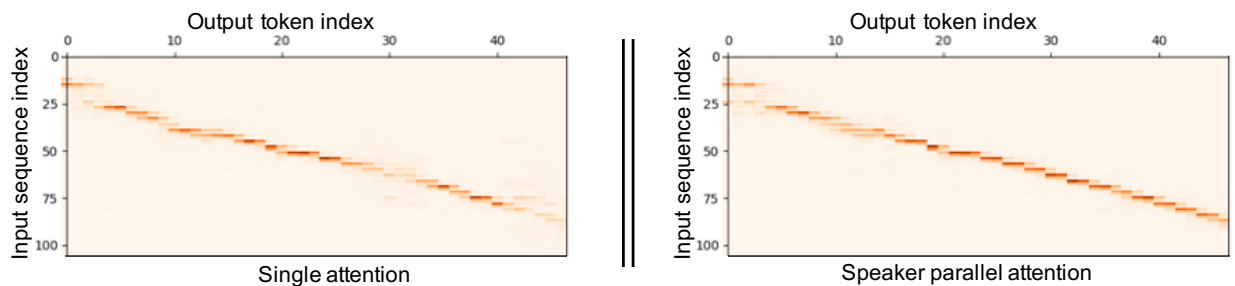 Output token index
0 10 20 30 40
Input sequence index
0
25
50
75
100
Single attention
Output token index
0 10 20 30 40
Input sequence index
0
25
50
75
100
Speaker parallel attention